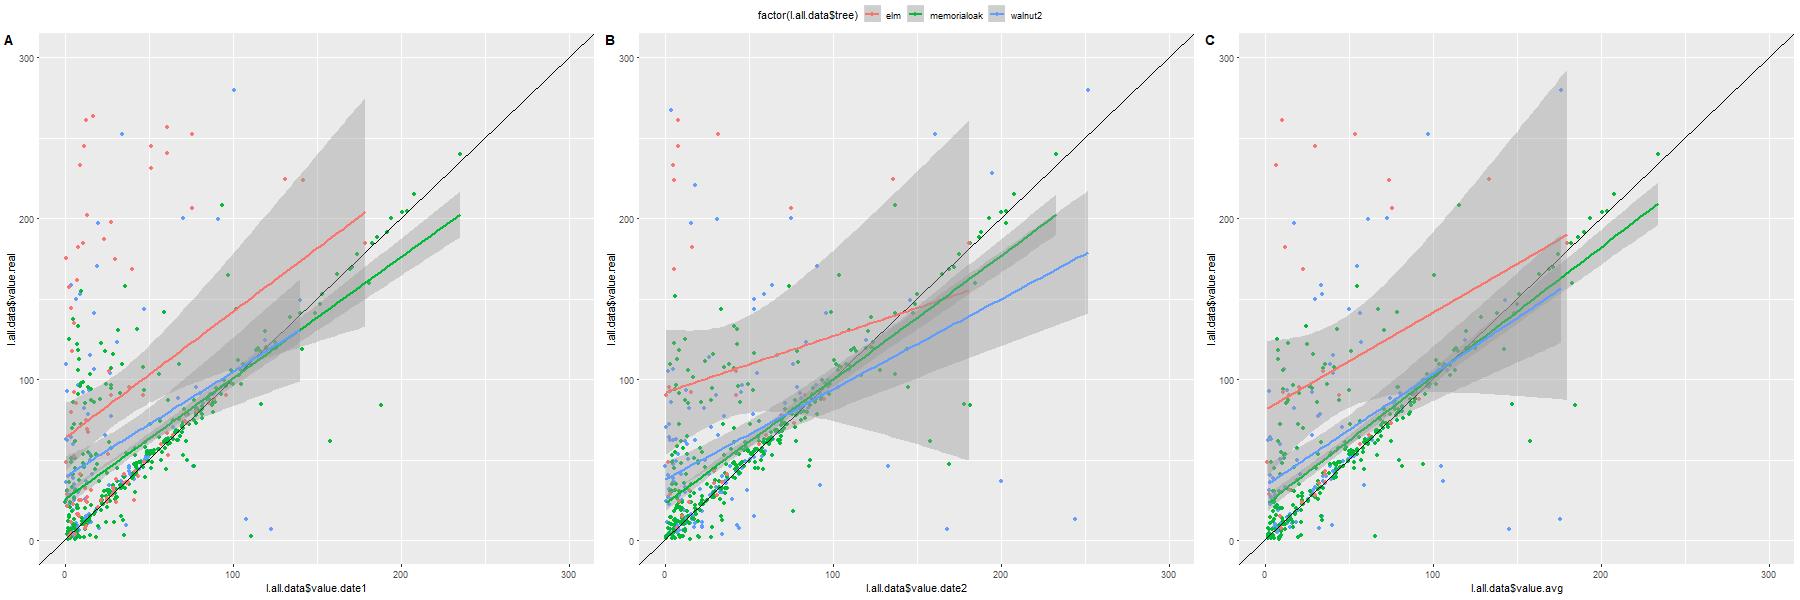 factor(l.all.data$tree) elm memorialoak walnut2
A
300
200
100
0
l.all.data$value.real
0 100 200 300
l.all.data$value.date1
B
300
200
100
0
l.all.data$value.real
0 100 200 300
l.all.data$value.date2
C
300
200
100
0
l.all.data$value.real
0 100 200 300
l.all.data$value.avg